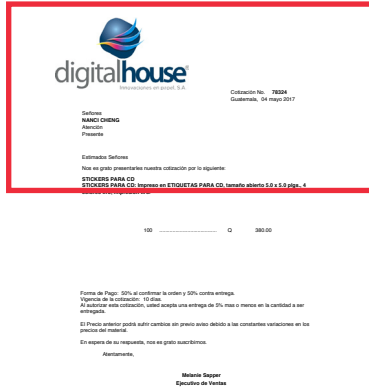 digitalhouse
Innovaciones en papel, S.A
Cotización No. 78324
Guatemala, 04 mayo 2017
Señores
NANCI CHENG
Atención
Presente
Estimados Señores
Nos es grato presentarles nuestra cotización por lo siguiente:
STICKERS PARA CD
STICKERS PARA CD: Impreso en ETIQUETAS PARA CD, tamaño abierto 5.0 x 5.0 plgs., 4
100 ........................ Q 380.00
Forma de Pago: 50% al confirmar la orden y 50% contra entrega.
Vigencia de la cotización: 10 días.
Al autorizar esta cotización, usted acepta una entrega de 5% mas o menos en la cantidad a ser
entregada.
El Precio anterior podrá sufrir cambios sin previo aviso debido a las constantes variaciones en los
precios del material.
En espera de su respuesta, nos es grato suscribirnos.
Atentamente,
Melanie Sapper
Ejecutivo de Ventas